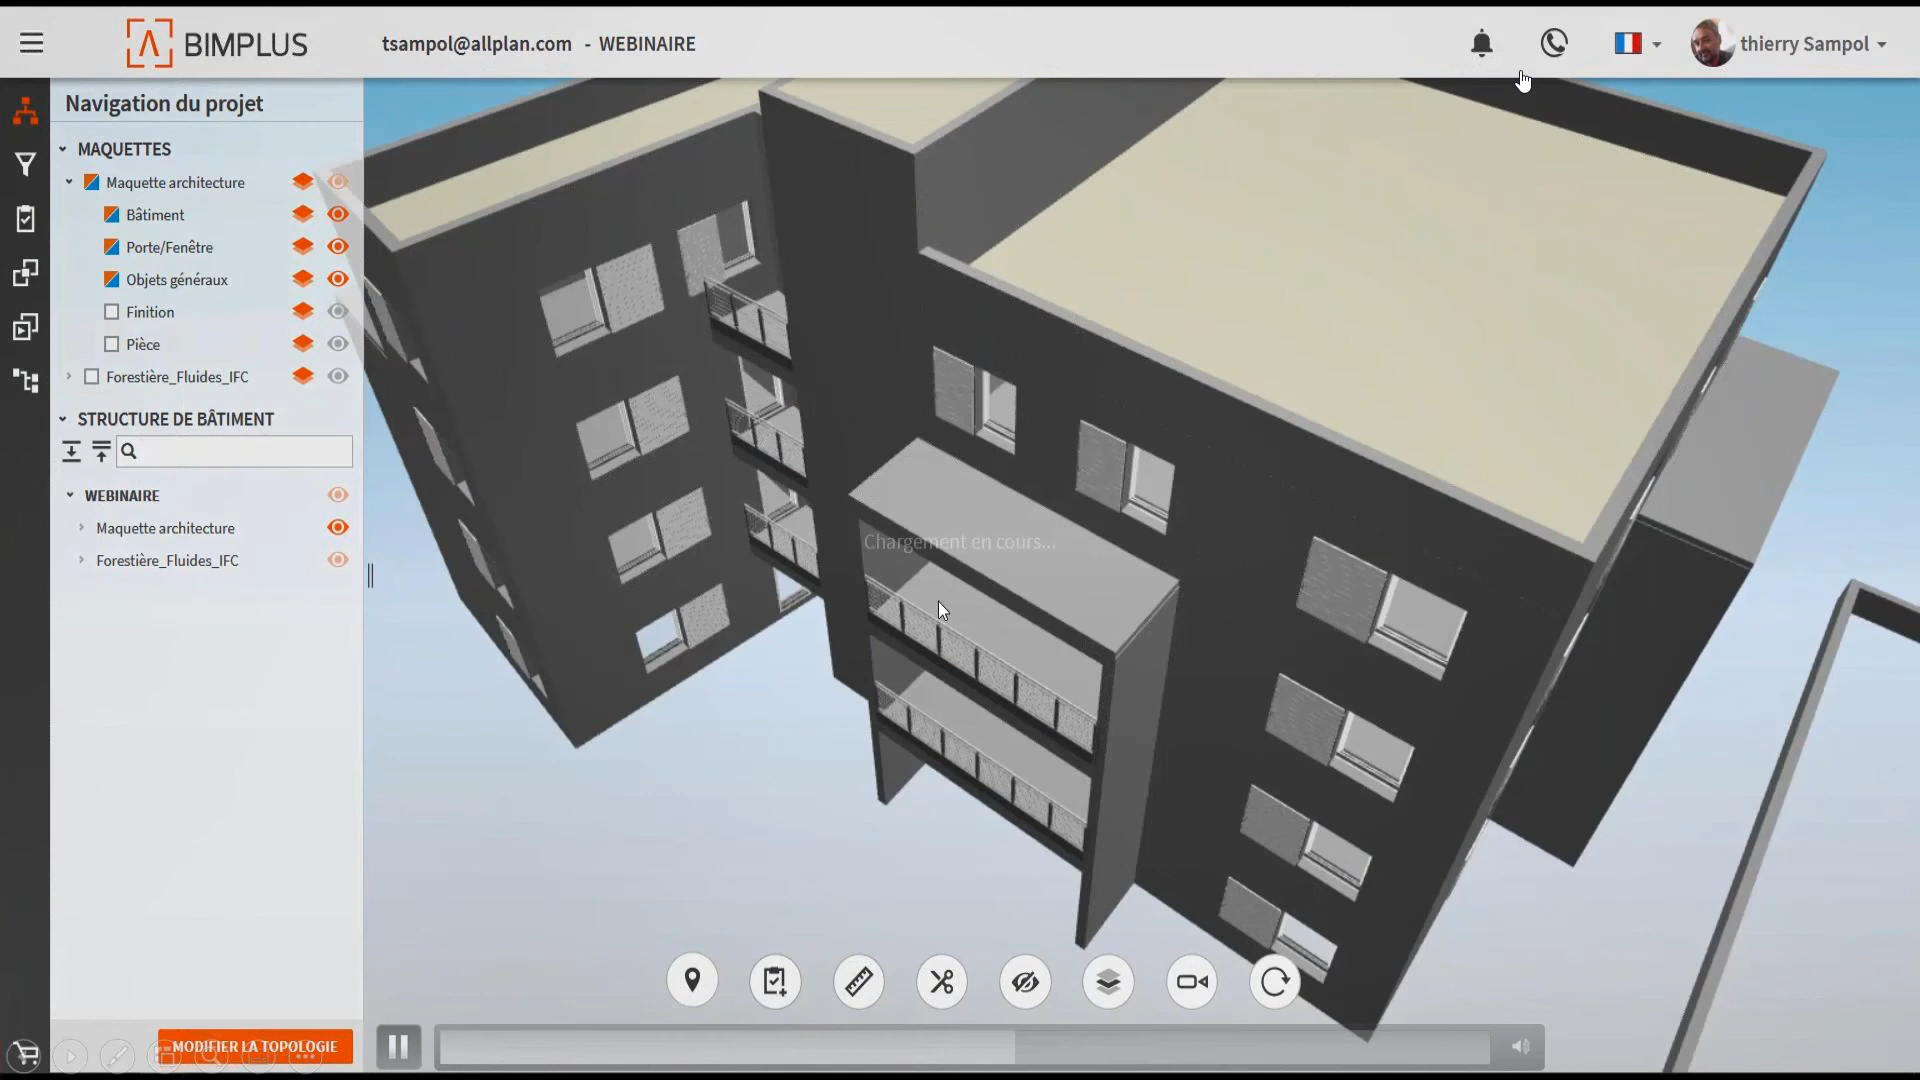 BIMPLUS
tsampol@allplan.com - WEBINAIRE
thierry Sampol
Navigation du projet
MAQUETTES
Maquette architecture
Bâtiment
Porte/Fenêtre
Objets généraux
Finition
Pièce
Forestière_Fluides_IFC
STRUCTURE DE BÂTIMENT
WEBINAIRE
Maquette architecture
Forestière_Fluides_IFC
Chargement en cours...
MODIFIER LA TOPOLOGIE